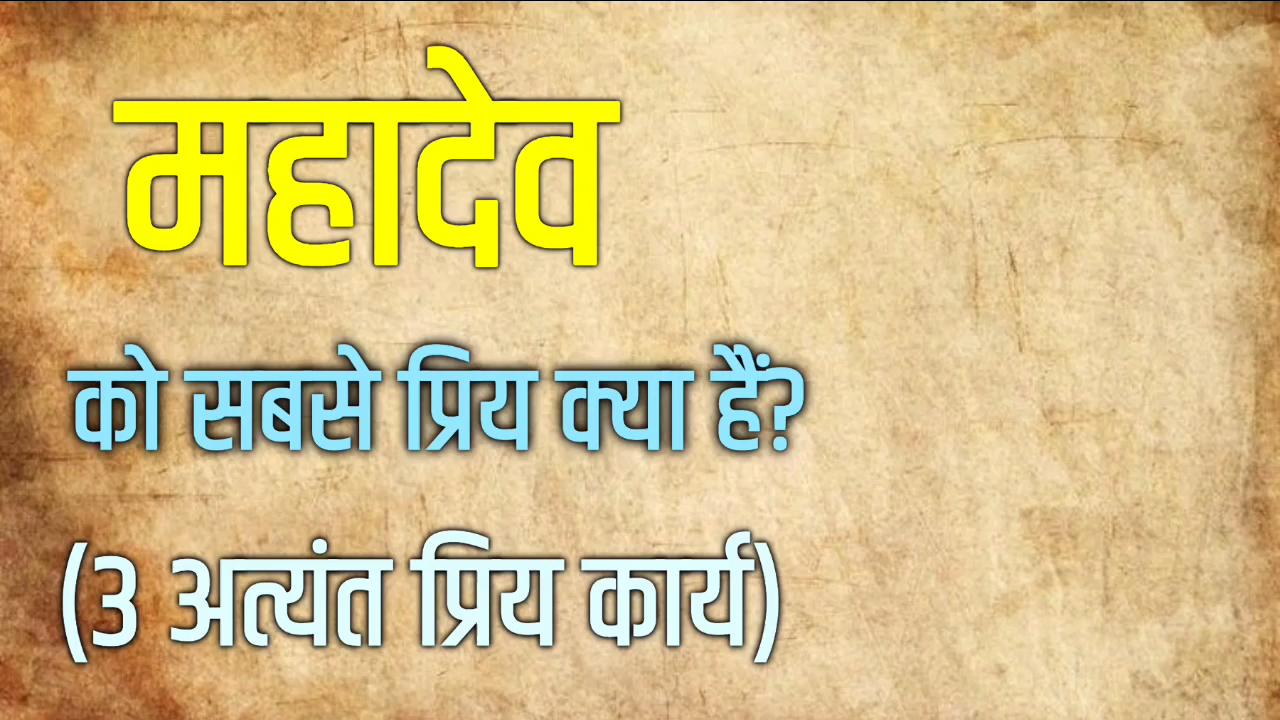 महादेव
को सबसे प्रिय क्या हैं?
(3 अत्यंत प्रिय कार्य)